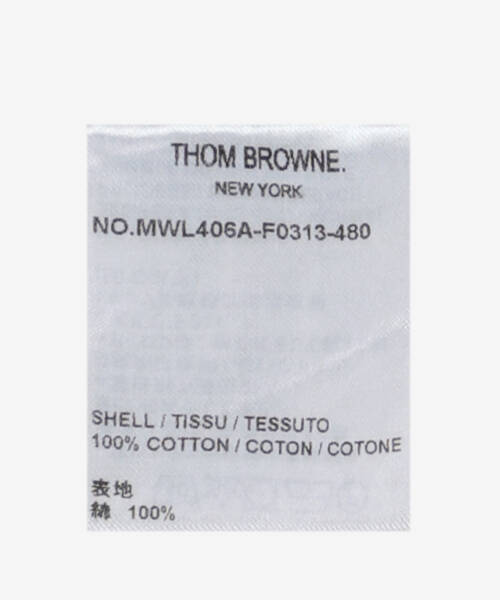 THOM BROWNE.
NEW YORK
NO.MWL406A-F0313-480
SHELL / TISSU / TESSUTO
100% COTTON / COTON / COTONE
表地
綿 100%